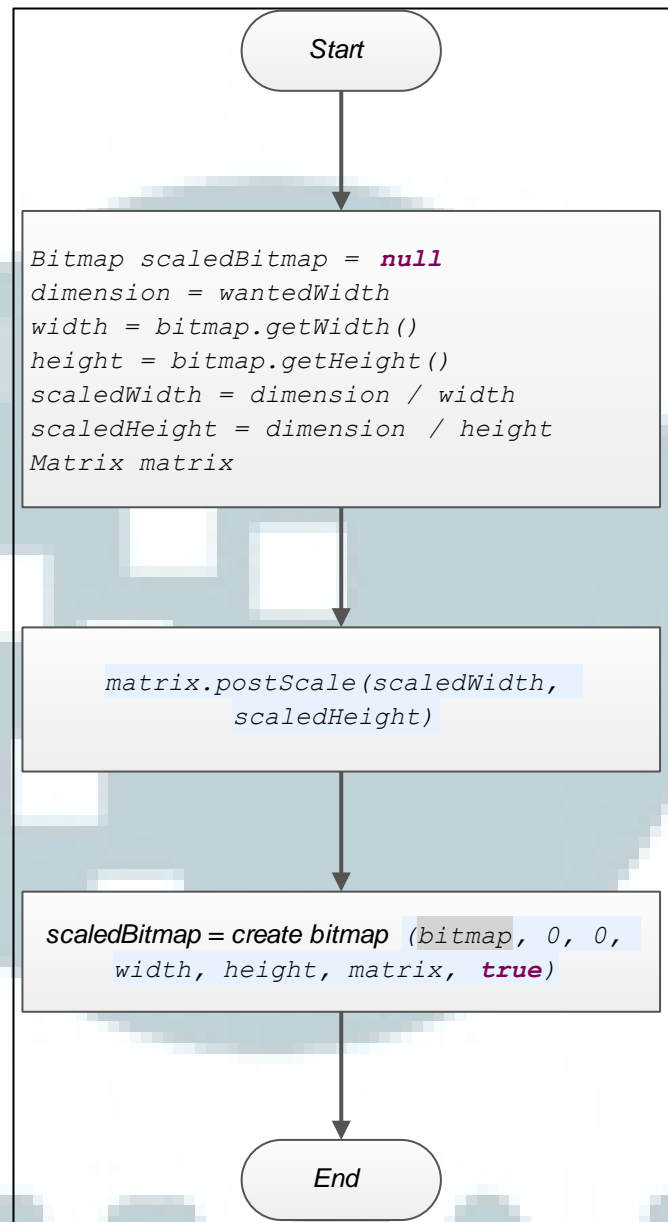 Start
Bitmap scaledBitmap = null
dimension = wantedWidth
width = bitmap.getWidth()
height = bitmap.getHeight()
scaledWidth = dimension / width
scaledHeight = dimension / height
Matrix matrix
matrix.postScale(scaledWidth,
scaledHeight)
scaledBitmap = create bitmap (bitmap, 0, 0,
width, height, matrix, true)
End